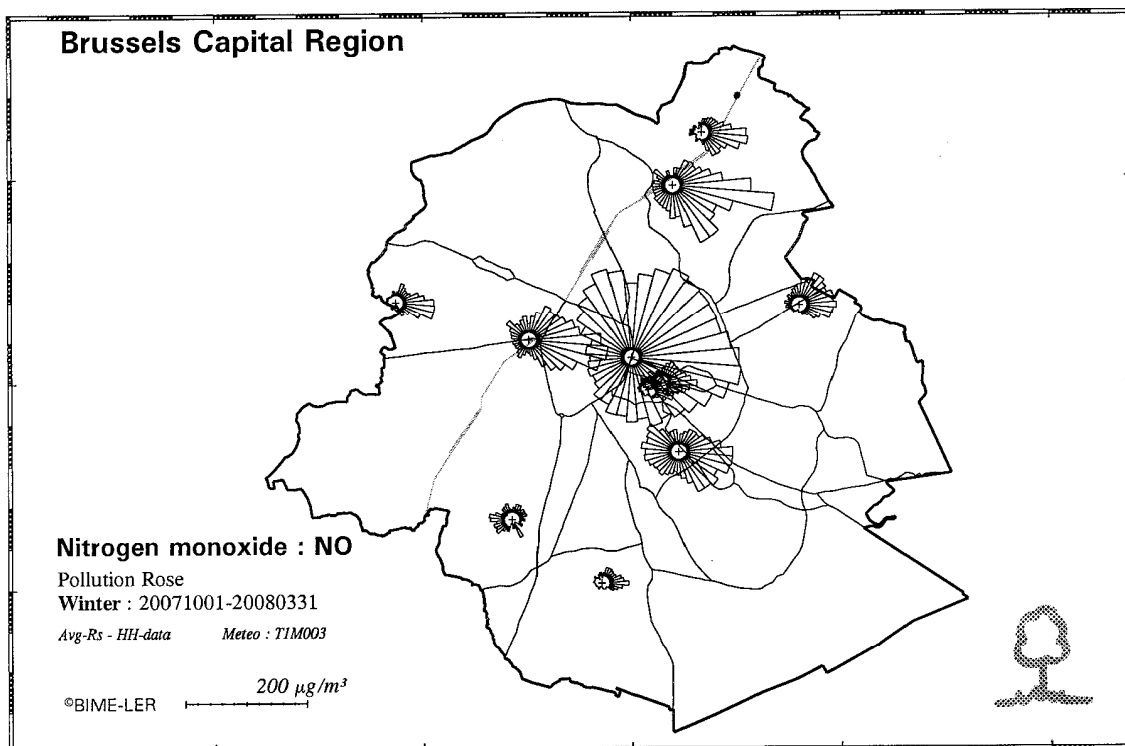 Brussels Capital Region
Nitrogen monoxide : NO
Pollution Rose
Winter : 20071001-20080331
Avg-Rs - HH-data Meteo : T1M003
200 µg/m³
©BIME-LER